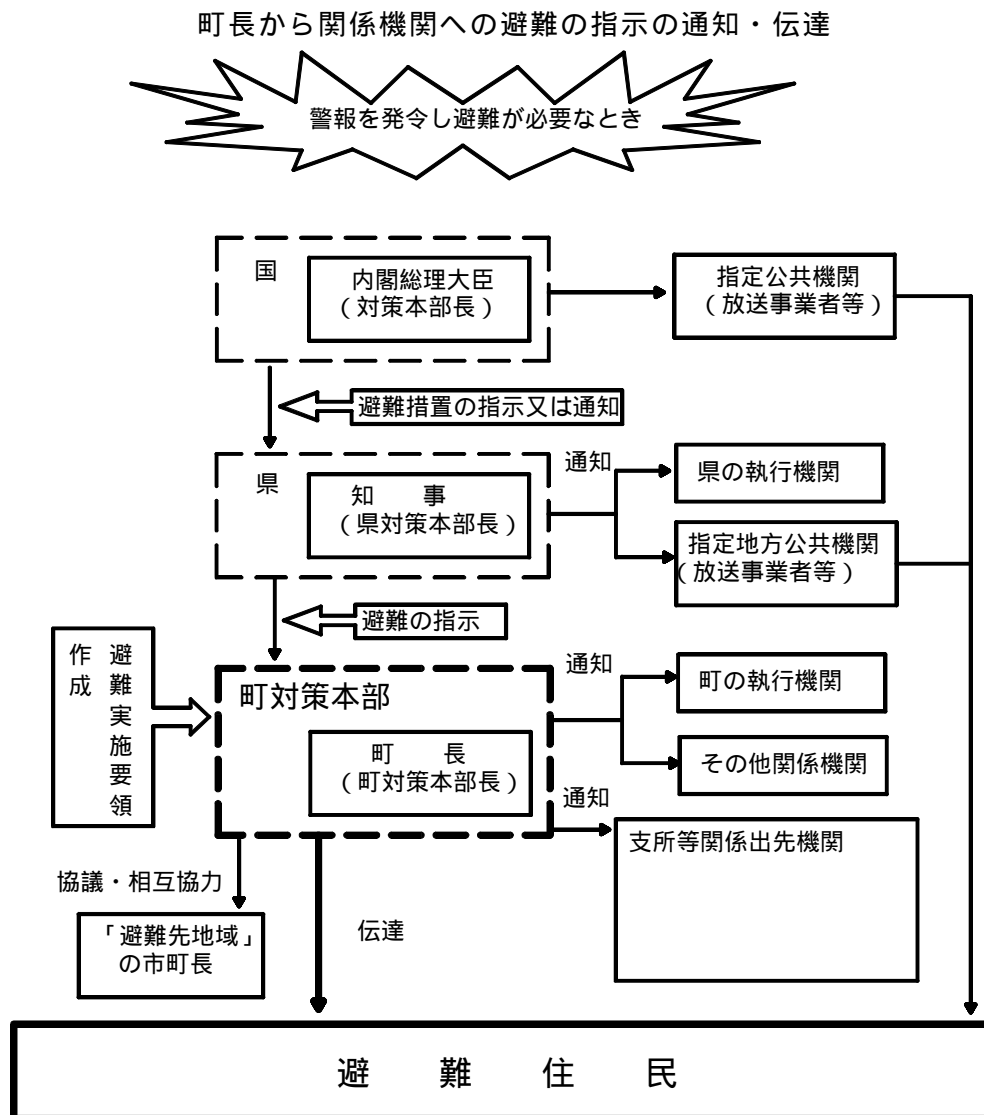 町長から関係機関への避難の指示の通知・伝達
警報を発令し避難が必要なとき
国
内閣総理大臣
（対策本部長）
指定公共機関
（放送事業者等）
避難措置の指示又は通知
県
知　事
（県対策本部長）
通知
県の執行機関
指定地方公共機関
（放送事業者等）
避難の指示
避難実施要領
作成
町対策本部
町　長
（町対策本部長）
通知
町の執行機関
その他関係機関
通知
支所等関係出先機関
協議・相互協力
「避難先地域」
の市町長
伝達
避　難　住　民